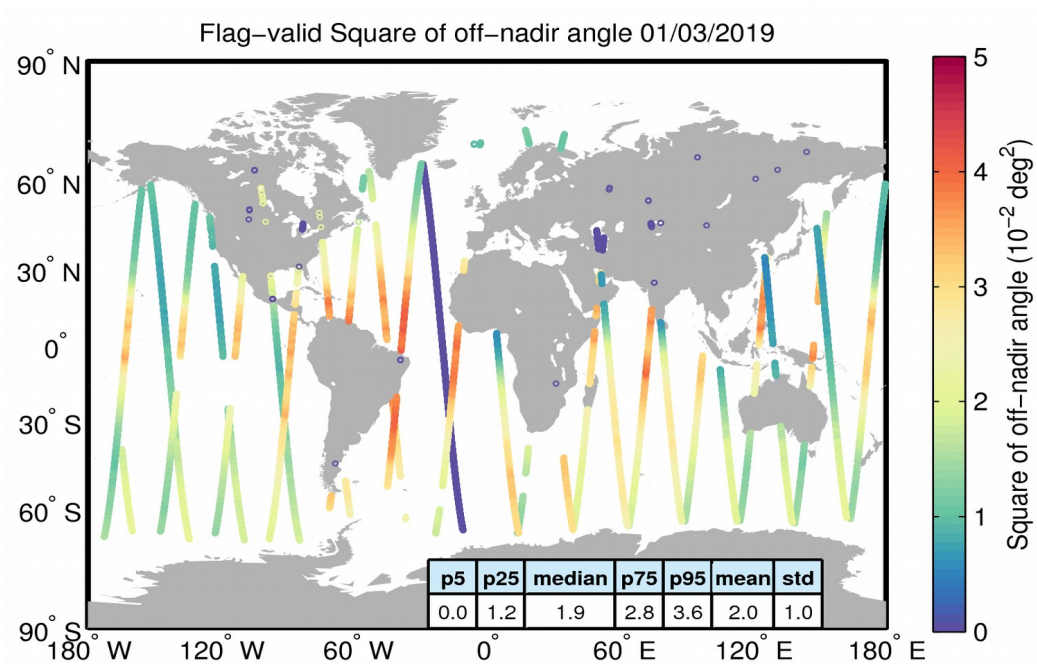 Flag−valid Square of off−nadir angle 01/03/2019
90° N
60° N
30° N
0°
30° S
60° S
90° S
180° W
120° W
60° W
0°
60° E
120° E
180° E
5
4
3
2
1
0
Square of off−nadir angle (10⁻² deg²)
p5 p25 median p75 p95 mean std
0.0 1.2 1.9 2.8 3.6 2.0 1.0